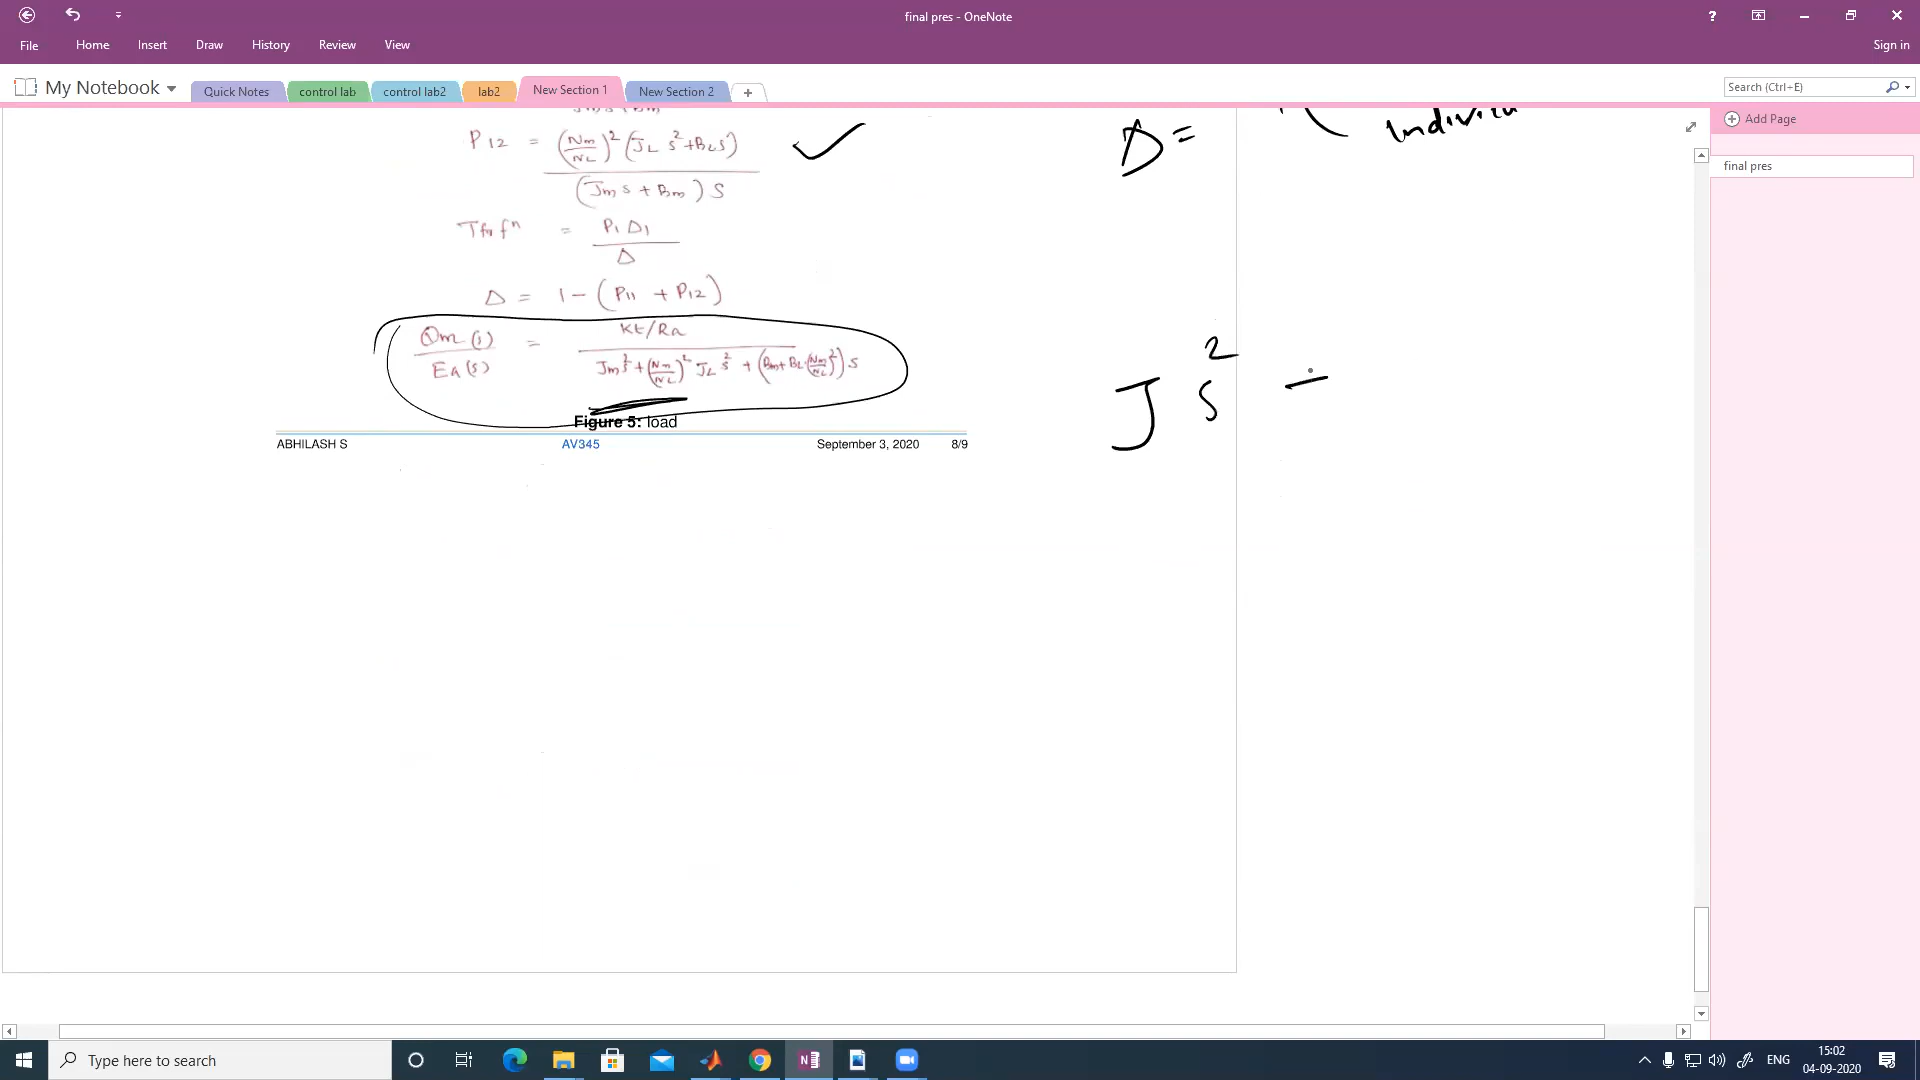 final pres - OneNote
File Home Insert Draw History Review View
Sign in
My Notebook
Quick Notes control lab control lab2 lab2 New Section 1 New Section 2
Search (Ctrl+E)
Add Page
final pres
P12 = (Nm/NL)² (JL s² + BLs) / (Jm s + Bm) S
Tfr fⁿ = P1 Δ1 / Δ
Δ = 1 - (P11 + P12)
Qm(s) / Ea(s) = Kt/Ra / Jm s² + (Nm/NL)² JL s² + (Bm + BL·(Nm/NL)²) s
Figure 5: load
ABHILASH S AV345 September 3, 2020 8/9
Δ =
J s² –
Type here to search
ENG
15:02
04-09-2020